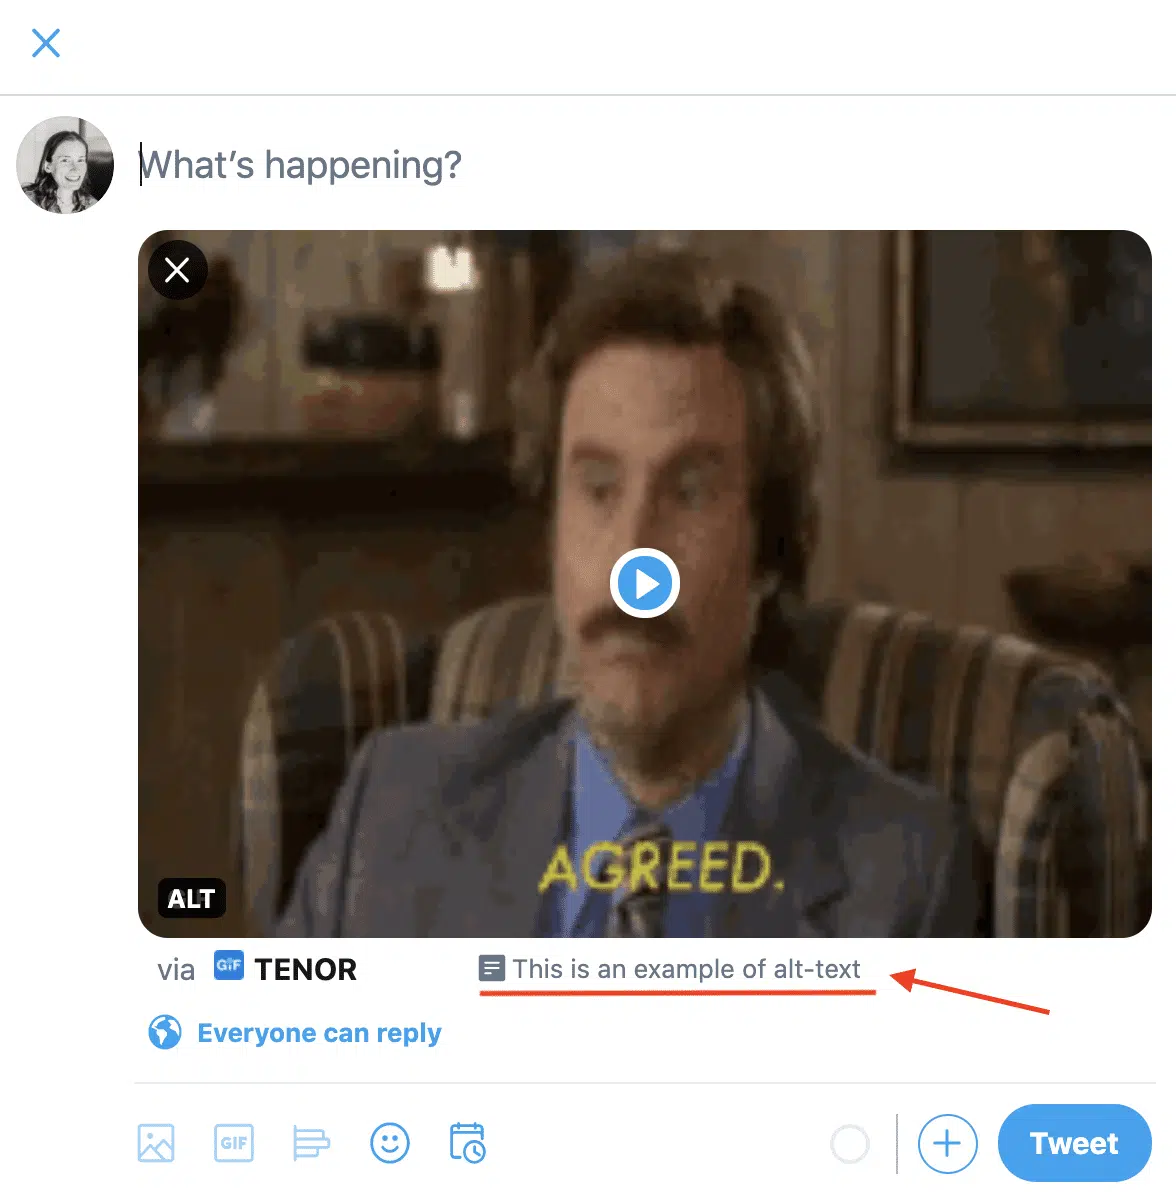 What's happening?
AGREED.
ALT
via GIF TENOR
This is an example of alt-text
Everyone can reply
GIF
Tweet